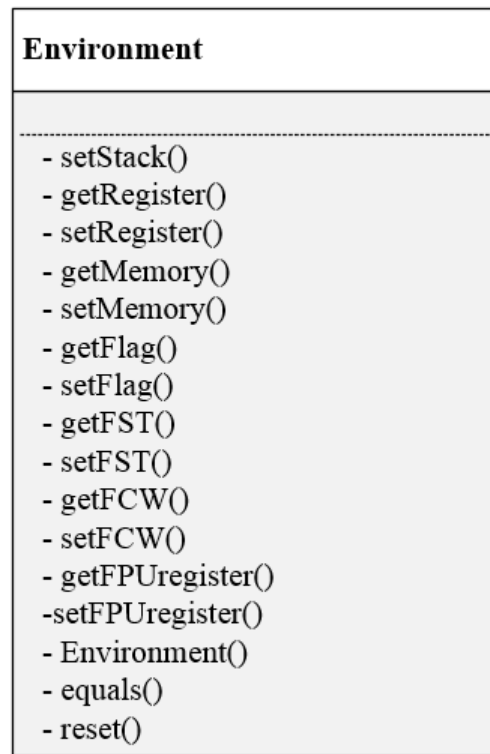 Environment
- setStack()
- getRegister()
- setRegister()
- getMemory()
- setMemory()
- getFlag()
- setFlag()
- getFST()
- setFST()
- getFCW()
- setFCW()
- getFPUregister()
-setFPUregister()
- Environment()
- equals()
- reset()